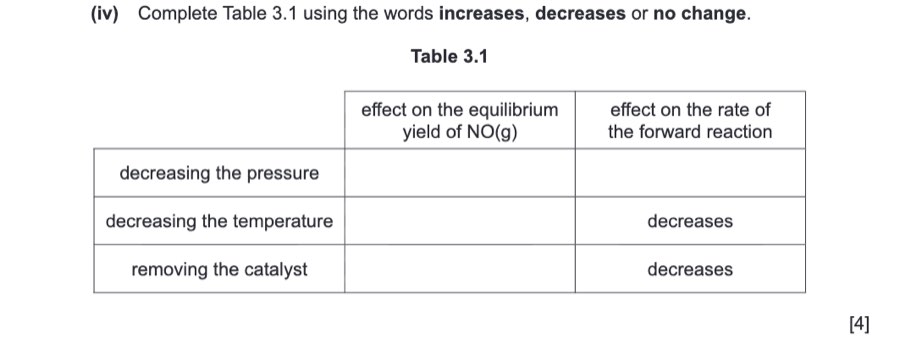 (iv) Complete Table 3.1 using the words increases, decreases or no change.
Table 3.1
effect on the equilibrium
yield of NO(g)
effect on the rate of
the forward reaction
decreasing the pressure
decreasing the temperature
decreases
removing the catalyst
decreases
[4]